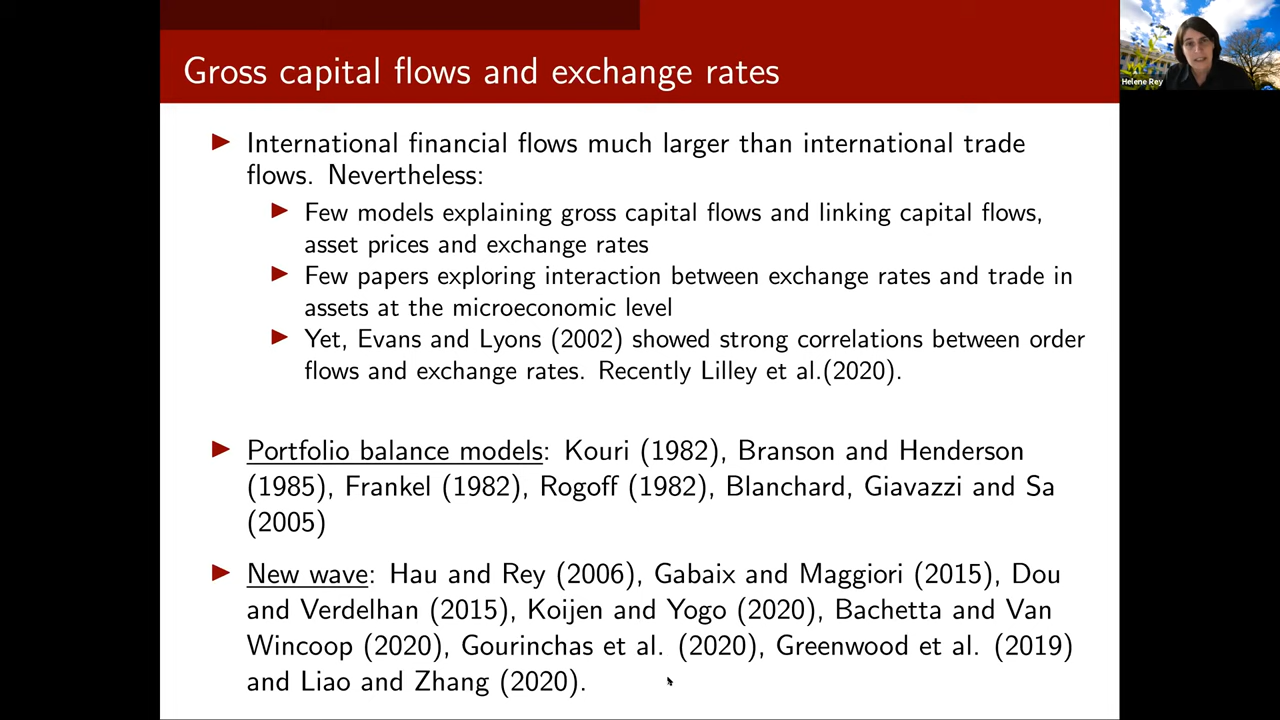 Gross capital flows and exchange rates
Helene Rey
International financial flows much larger than international trade
flows. Nevertheless:
Few models explaining gross capital flows and linking capital flows,
asset prices and exchange rates
Few papers exploring interaction between exchange rates and trade in
assets at the microeconomic level
Yet, Evans and Lyons (2002) showed strong correlations between order
flows and exchange rates. Recently Lilley et al.(2020).
Portfolio balance models: Kouri (1982), Branson and Henderson
(1985), Frankel (1982), Rogoff (1982), Blanchard, Giavazzi and Sa
(2005)
New wave: Hau and Rey (2006), Gabaix and Maggiori (2015), Dou
and Verdelhan (2015), Koijen and Yogo (2020), Bachetta and Van
Wincoop (2020), Gourinchas et al. (2020), Greenwood et al. (2019)
and Liao and Zhang (2020).